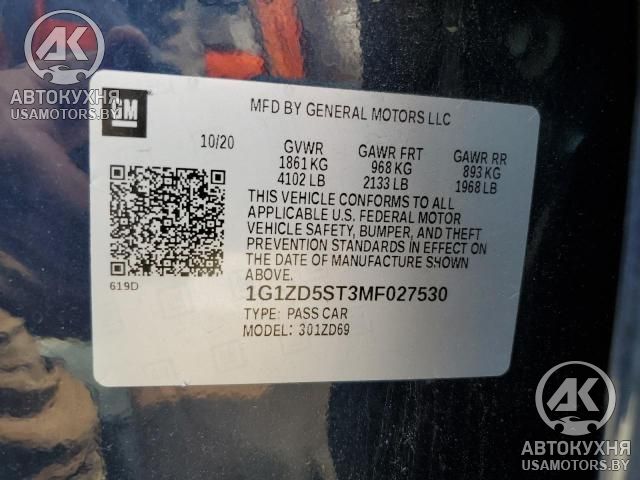 AK
АВТОКУХНЯ
USAMOTORS.BY
GM
MFD BY GENERAL MOTORS LLC
10/20
GVWR
1861 KG
4102 LB
GAWR FRT
968 KG
2133 LB
GAWR RR
893 KG
1968 LB
THIS VEHICLE CONFORMS TO ALL
APPLICABLE U.S. FEDERAL MOTOR
VEHICLE SAFETY, BUMPER, AND THEFT
PREVENTION STANDARDS IN EFFECT ON
THE DATE OF MANUFACTURE SHOWN
ABOVE.
619D
1G1ZD5ST3MF027530
TYPE: PASS CAR
MODEL: 301ZD69
AK
АВТОКУХНЯ
USAMOTORS.BY